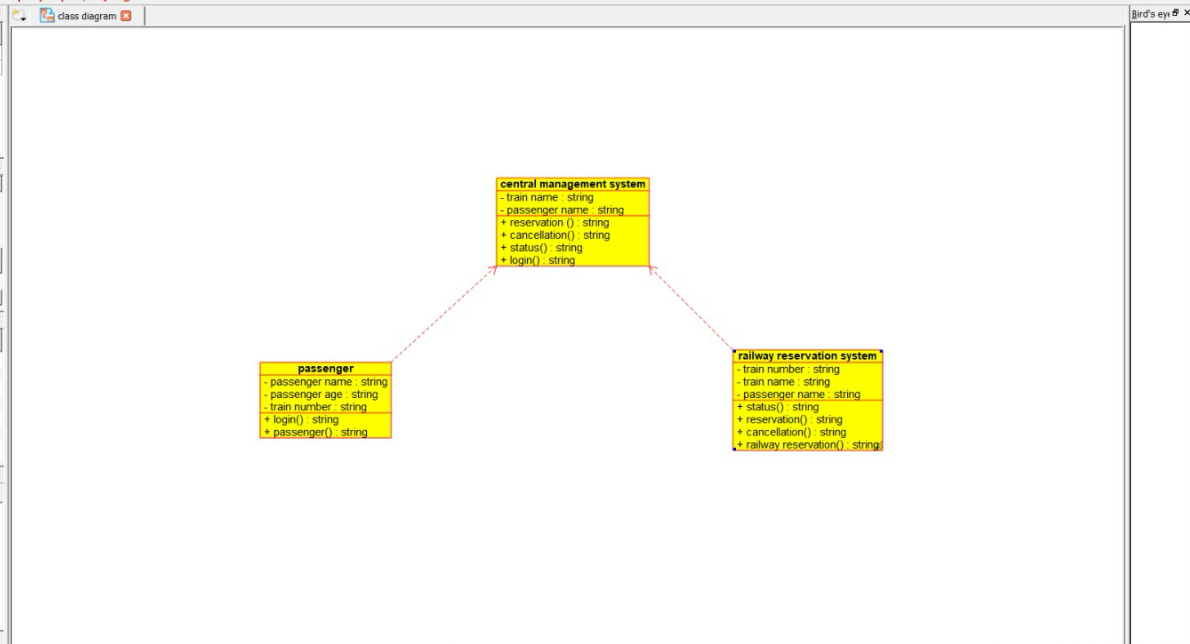 class diagram
Bird's eye
central management system
- train name : string
- passenger name : string
+ reservation () : string
+ cancellation() : string
+ status() : string
+ login() : string
passenger
- passenger name : string
- passenger age : string
- train number : string
+ login() : string
+ passenger() : string
railway reservation system
- train number : string
- train name : string
- passenger name : string
+ status() : string
+ reservation() : string
+ cancellation() : string
+ railway reservation() : string